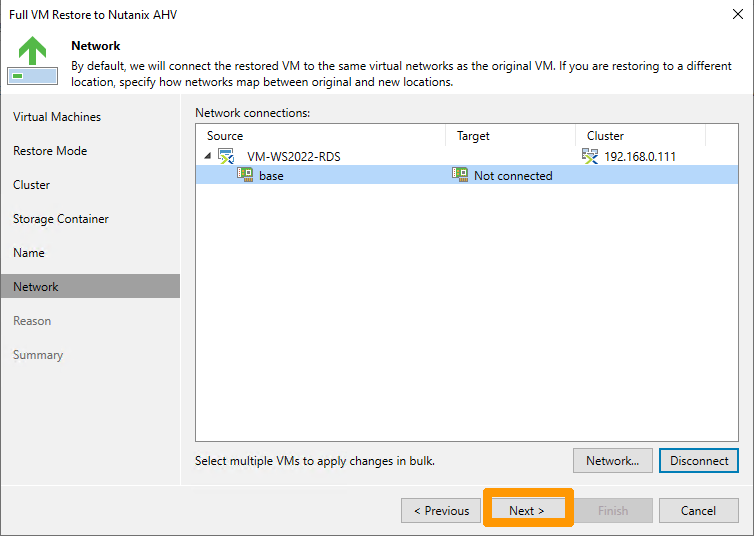 Full VM Restore to Nutanix AHV
Network
By default, we will connect the restored VM to the same virtual networks as the original VM. If you are restoring to a different
location, specify how networks map between original and new locations.
Virtual Machines
Restore Mode
Cluster
Storage Container
Name
Network
Reason
Summary
Network connections:
Source Target Cluster
VM-WS2022-RDS 192.168.0.111
base Not connected
Select multiple VMs to apply changes in bulk.
Network... Disconnect
< Previous Next > Finish Cancel